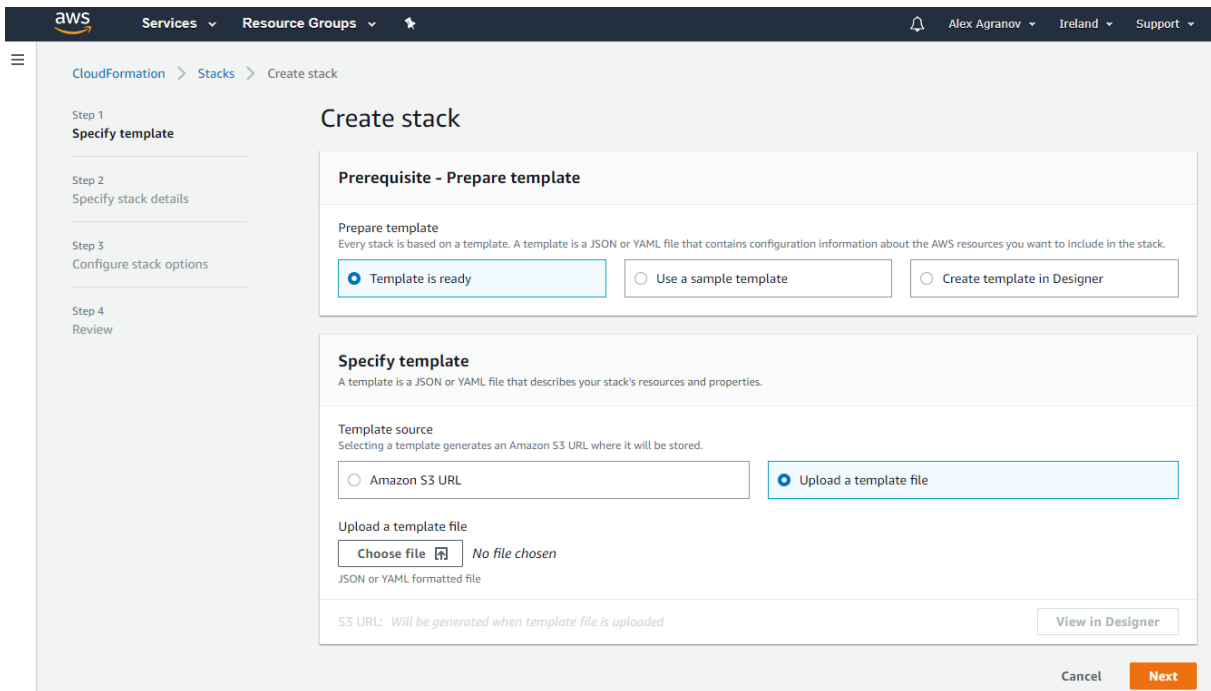 aws Services Resource Groups Alex Agranov Ireland Support
CloudFormation Stacks Create stack
Step 1
Specify template
Step 2
Specify stack details
Step 3
Configure stack options
Step 4
Review
Create stack
Prerequisite - Prepare template
Prepare template
Every stack is based on a template. A template is a JSON or YAML file that contains configuration information about the AWS resources you want to include in the stack.
Template is ready Use a sample template Create template in Designer
Specify template
A template is a JSON or YAML file that describes your stack's resources and properties.
Template source
Selecting a template generates an Amazon S3 URL where it will be stored.
Amazon S3 URL Upload a template file
Upload a template file
Choose file No file chosen
JSON or YAML formatted file
S3 URL: Will be generated when template file is uploaded View in Designer
Cancel Next